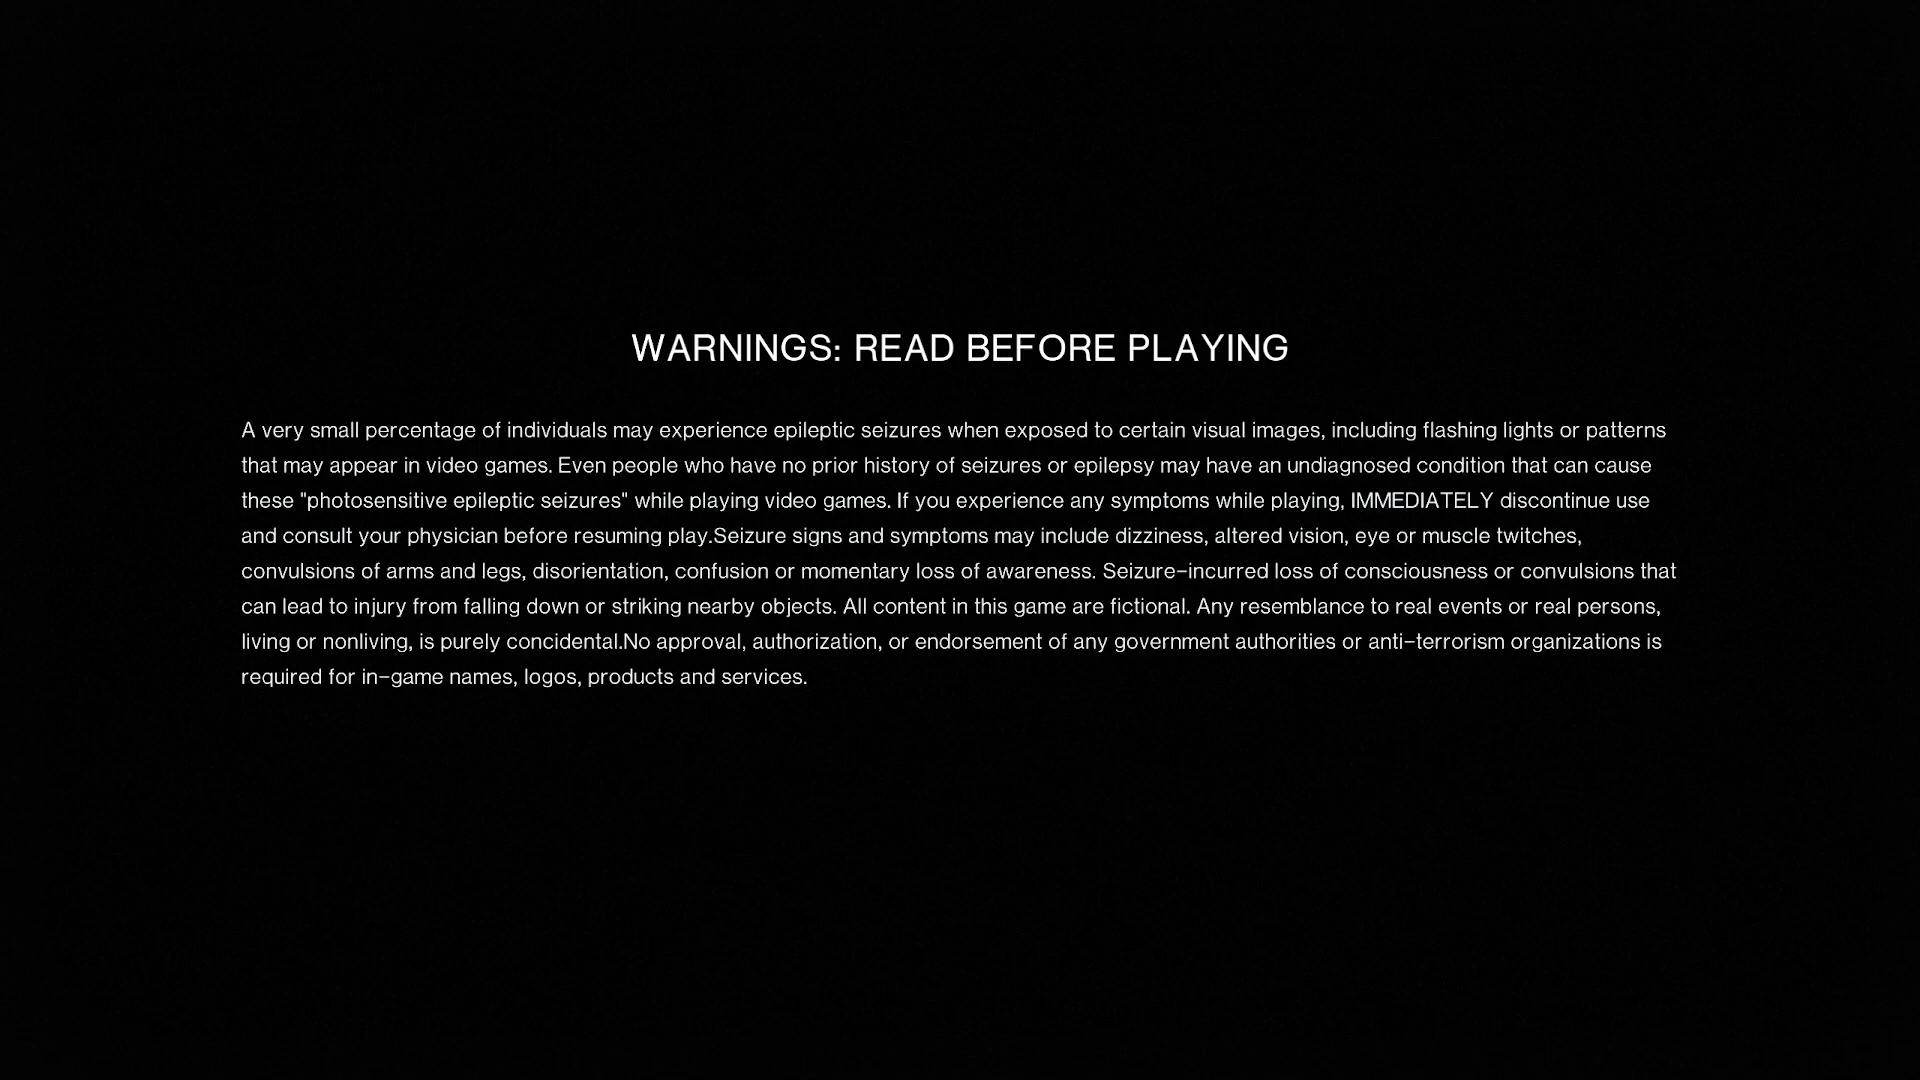 WARNINGS: READ BEFORE PLAYING
A very small percentage of individuals may experience epileptic seizures when exposed to certain visual images, including flashing lights or patterns
that may appear in video games. Even people who have no prior history of seizures or epilepsy may have an undiagnosed condition that can cause
these "photosensitive epileptic seizures" while playing video games. If you experience any symptoms while playing, IMMEDIATELY discontinue use
and consult your physician before resuming play.Seizure signs and symptoms may include dizziness, altered vision, eye or muscle twitches,
convulsions of arms and legs, disorientation, confusion or momentary loss of awareness. Seizure-incurred loss of consciousness or convulsions that
can lead to injury from falling down or striking nearby objects. All content in this game are fictional. Any resemblance to real events or real persons,
living or nonliving, is purely concidental.No approval, authorization, or endorsement of any government authorities or anti-terrorism organizations is
required for in-game names, logos, products and services.